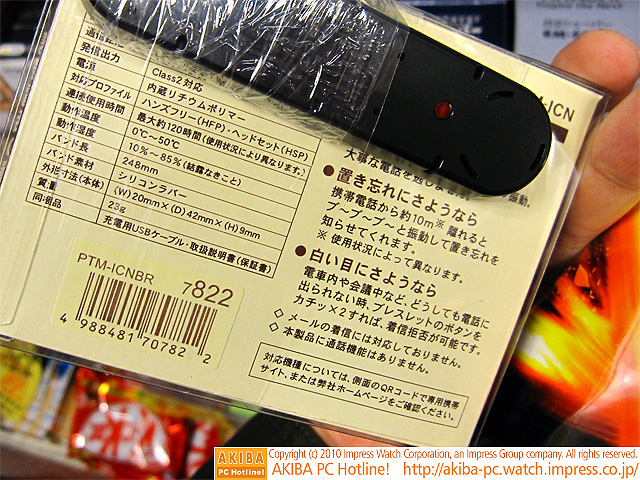 発信出力
Class2対応
電源
内蔵リチウムポリマー
対応プロファイル
ハンズフリー(HFP)・ヘッドセット(HSP)
連続使用時間
最大約120時間(使用状況により異なります。)
動作温度
0℃〜50℃
動作湿度
10%〜85%(結露なきこと)
バンド長
248mm
バンド素材
シリコンラバー
外形寸法(本体)
(W)20mm×(D)42mm×(H)9mm
質量
23g
同梱品
充電用USBケーブル・取扱説明書(保証書)
PTM-ICNBR
7822
4 988481 707822
ICN
大事な電話を逃しま
振動。
●置き忘れにさようなら
携帯電話から約10m※離れると
ブ〜ブ〜ブ〜と振動して置き忘れを
知らせてくれます。
※使用状況によって異なります。
●白い目にさようなら
電車内や会議中など、どうしても電話に
出られない時、ブレスレットのボタンを
カチッ×2すれば、着信拒否が可能です。
◇メールの着信には対応しておりません。
◇本製品に通話機能はありません。
対応機種については、側面のQRコードで専用携帯
サイト、または弊社ホームページをご確認ください。
AKIBA
PC Hotline!
Copyright (c) 2010 Impress Watch Corporation, an Impress Group company. All rights reserved.
AKIBA PC Hotline! http://akiba-pc.watch.impress.co.jp/